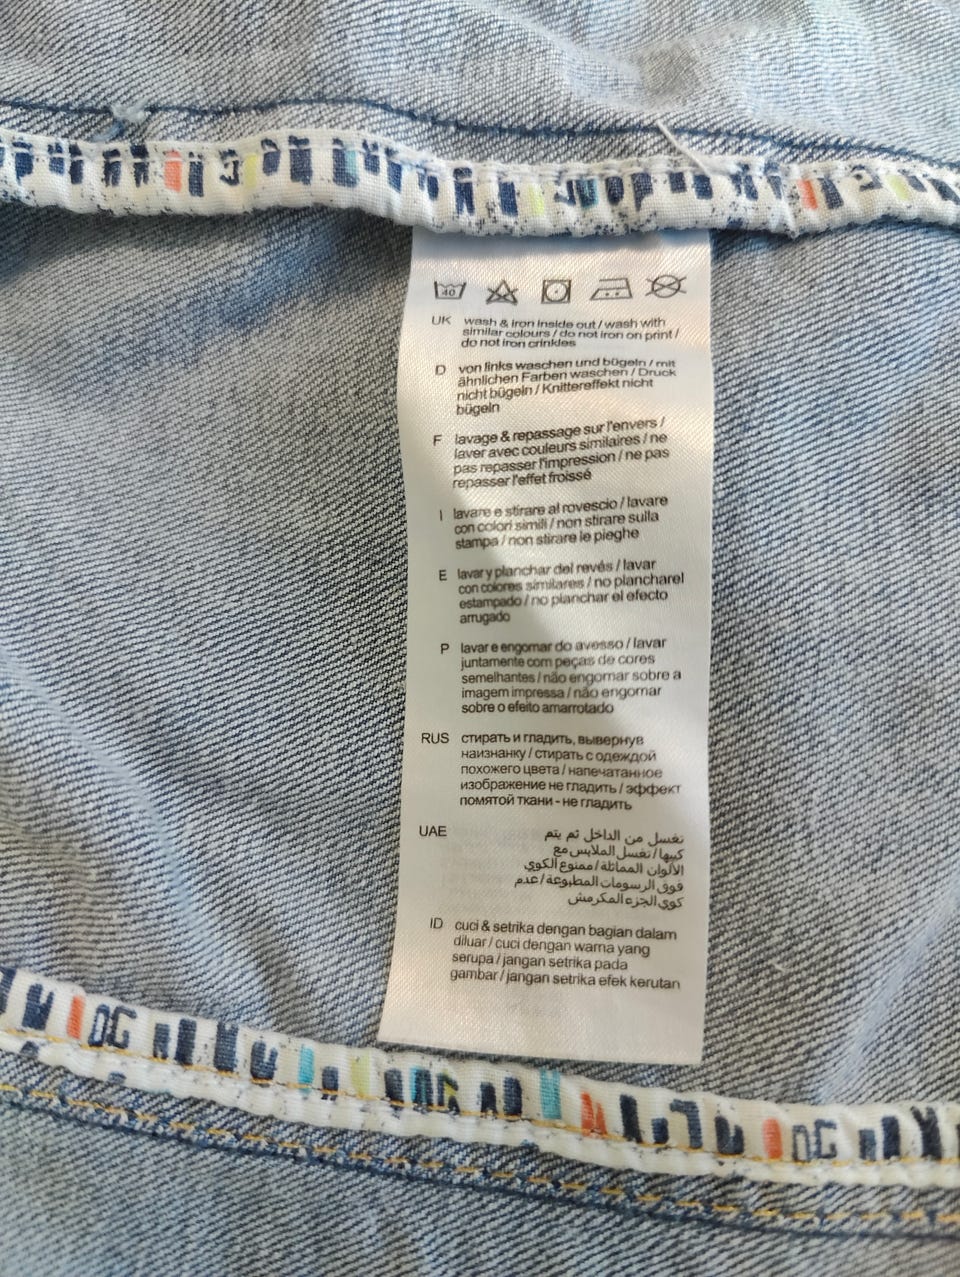 40
UK wash & iron inside out / wash with
similar colours / do not iron on print /
do not iron crinkles
D von links waschen und bügeln / mit
ähnlichen Farben waschen / Druck
nicht bügeln / Knittereffekt nicht
bügeln
F lavage & repassage sur l'envers /
laver avec couleurs similaires / ne
pas repasser l'impression / ne pas
repasser l'effet froissé
I lavare e stirare al rovescio / lavare
con colori simili / non stirare sulla
stampa / non stirare le pieghe
E lavar y planchar del revés / lavar
con colores similares / no plancharel
estampado / no planchar el efecto
arrugado
P lavar e engomar do avesso / lavar
juntamente com peças de cores
semelhantes / não engomar sobre a
imagem impressa / não engomar
sobre o efeito amarrotado
RUS стирать и гладить, вывернув
наизнанку / стирать с одеждой
похожего цвета / напечатанное
изображение не гладить / эффект
помятой ткани - не гладить
UAE تغسل من الداخل ثم يتم
كيها / تغسل الملابس مع
الألوان المماثلة / ممنوع الكوي
فوق الرسومات المطبوعة / عدم
كوي الجزء المكرمش
ID cuci & setrika dengan bagian dalam
diluar / cuci dengan warna yang
serupa / jangan setrika pada
gambar / jangan setrika efek kerutan